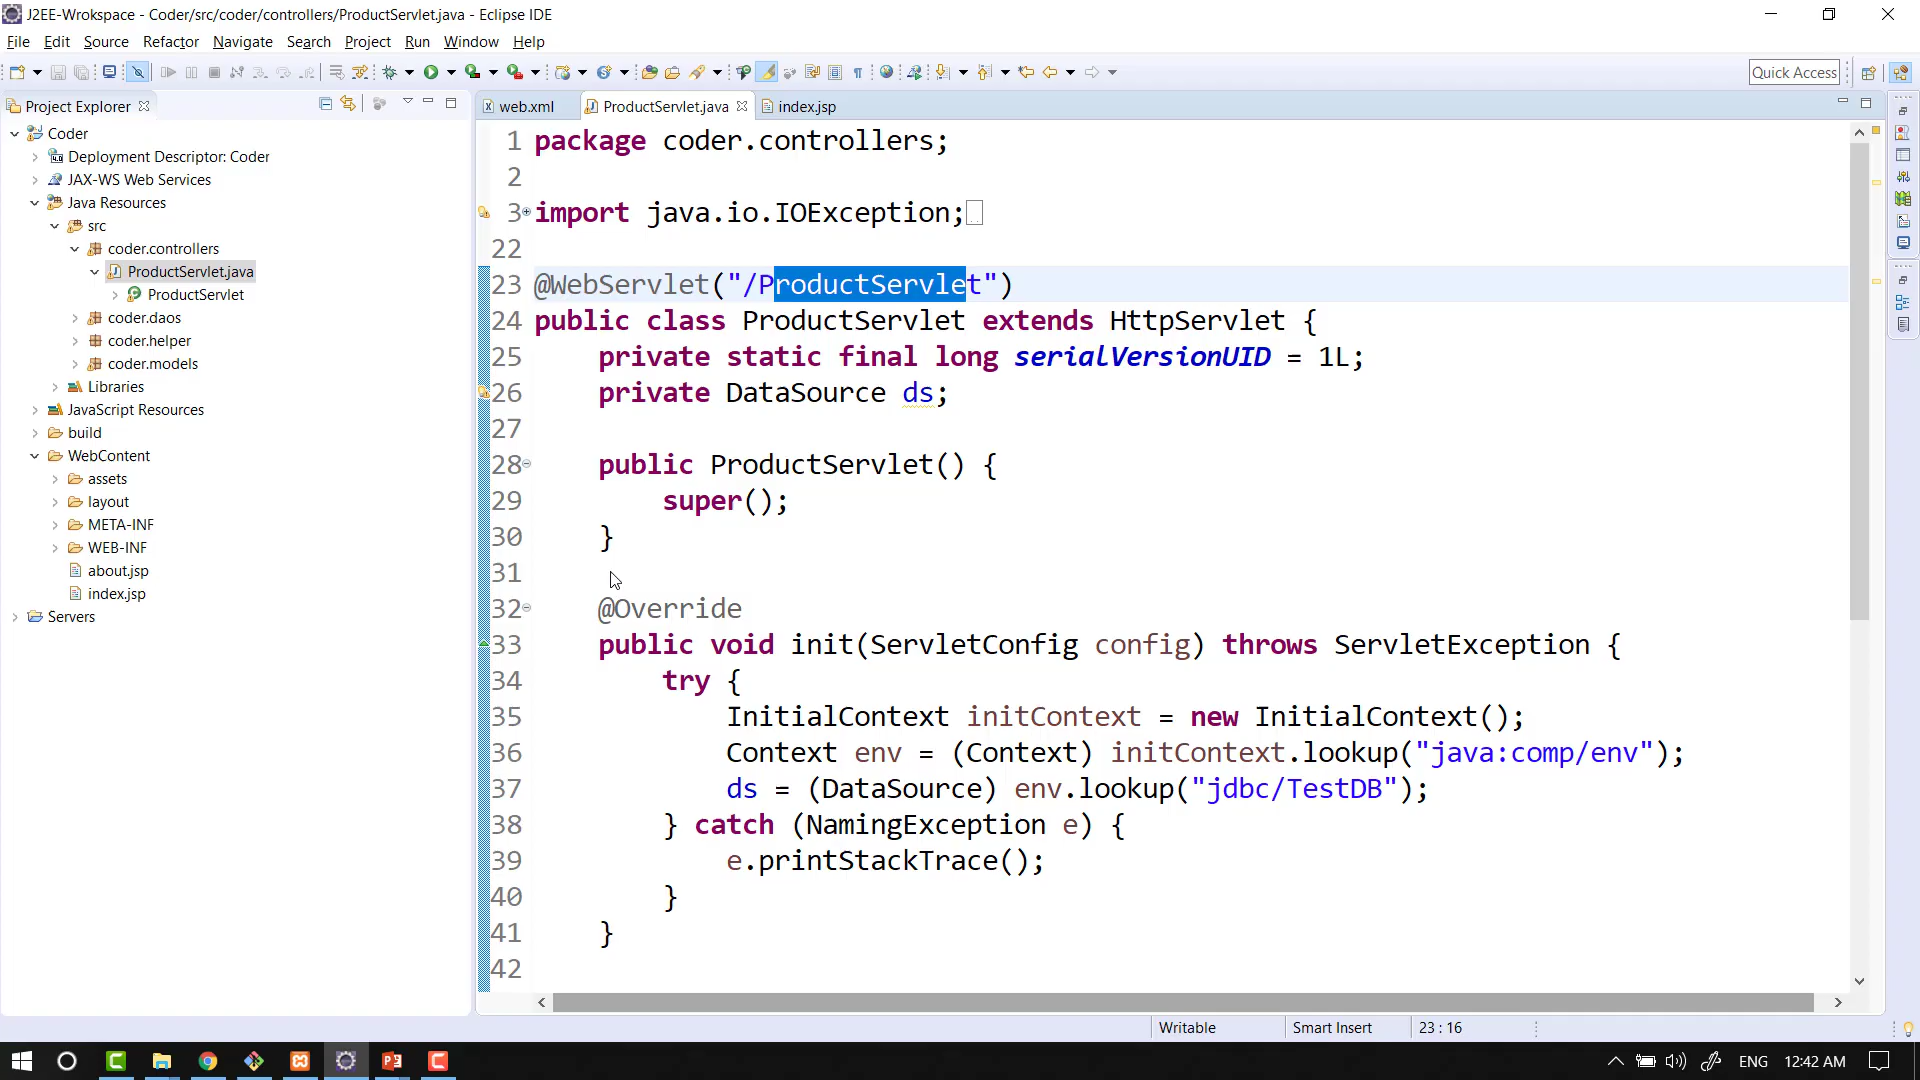 J2EE-Wrokspace - Coder/src/coder/controllers/ProductServlet.java - Eclipse IDE
File Edit Source Refactor Navigate Search Project Run Window Help
Quick Access
Project Explorer
Coder
Deployment Descriptor: Coder
JAX-WS Web Services
Java Resources
src
coder.controllers
ProductServlet.java
ProductServlet
coder.daos
coder.helper
coder.models
Libraries
JavaScript Resources
build
WebContent
assets
layout
META-INF
WEB-INF
about.jsp
index.jsp
Servers
web.xml ProductServlet.java index.jsp
1 package coder.controllers;
2
3 import java.io.IOException;
22
23 @WebServlet("/ProductServlet")
24 public class ProductServlet extends HttpServlet {
25 private static final long serialVersionUID = 1L;
26 private DataSource ds;
27
28 public ProductServlet() {
29 super();
30 }
31
32 @Override
33 public void init(ServletConfig config) throws ServletException {
34 try {
35 InitialContext initContext = new InitialContext();
36 Context env = (Context) initContext.lookup("java:comp/env");
37 ds = (DataSource) env.lookup("jdbc/TestDB");
38 } catch (NamingException e) {
39 e.printStackTrace();
40 }
41 }
42
Writable Smart Insert 23 : 16
ENG 12:42 AM